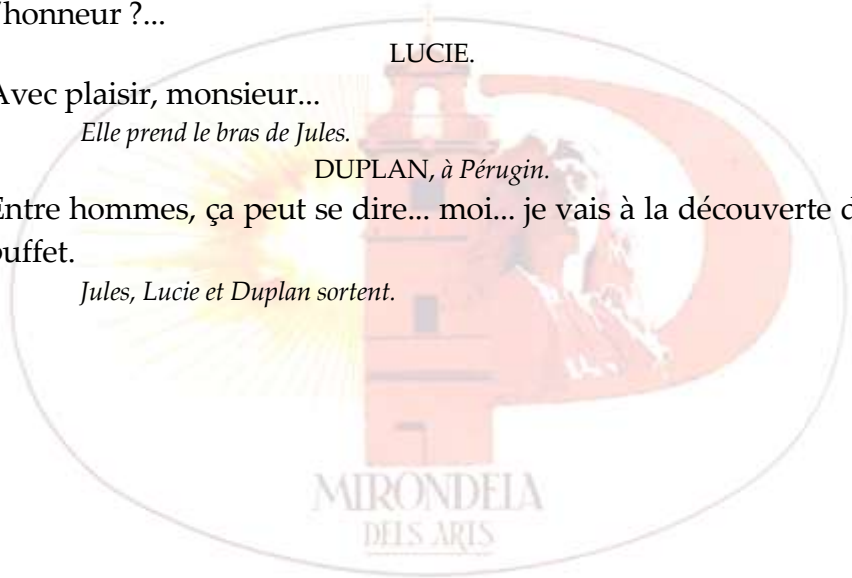 'honneur ?...
LUCIE.
Avec plaisir, monsieur...
Elle prend le bras de Jules.
DUPLAN, à Pérugin.
Entre hommes, ça peut se dire... moi... je vais à la découverte d
buffet.
Jules, Lucie et Duplan sortent.
MIRONDELA
DELS ARTS